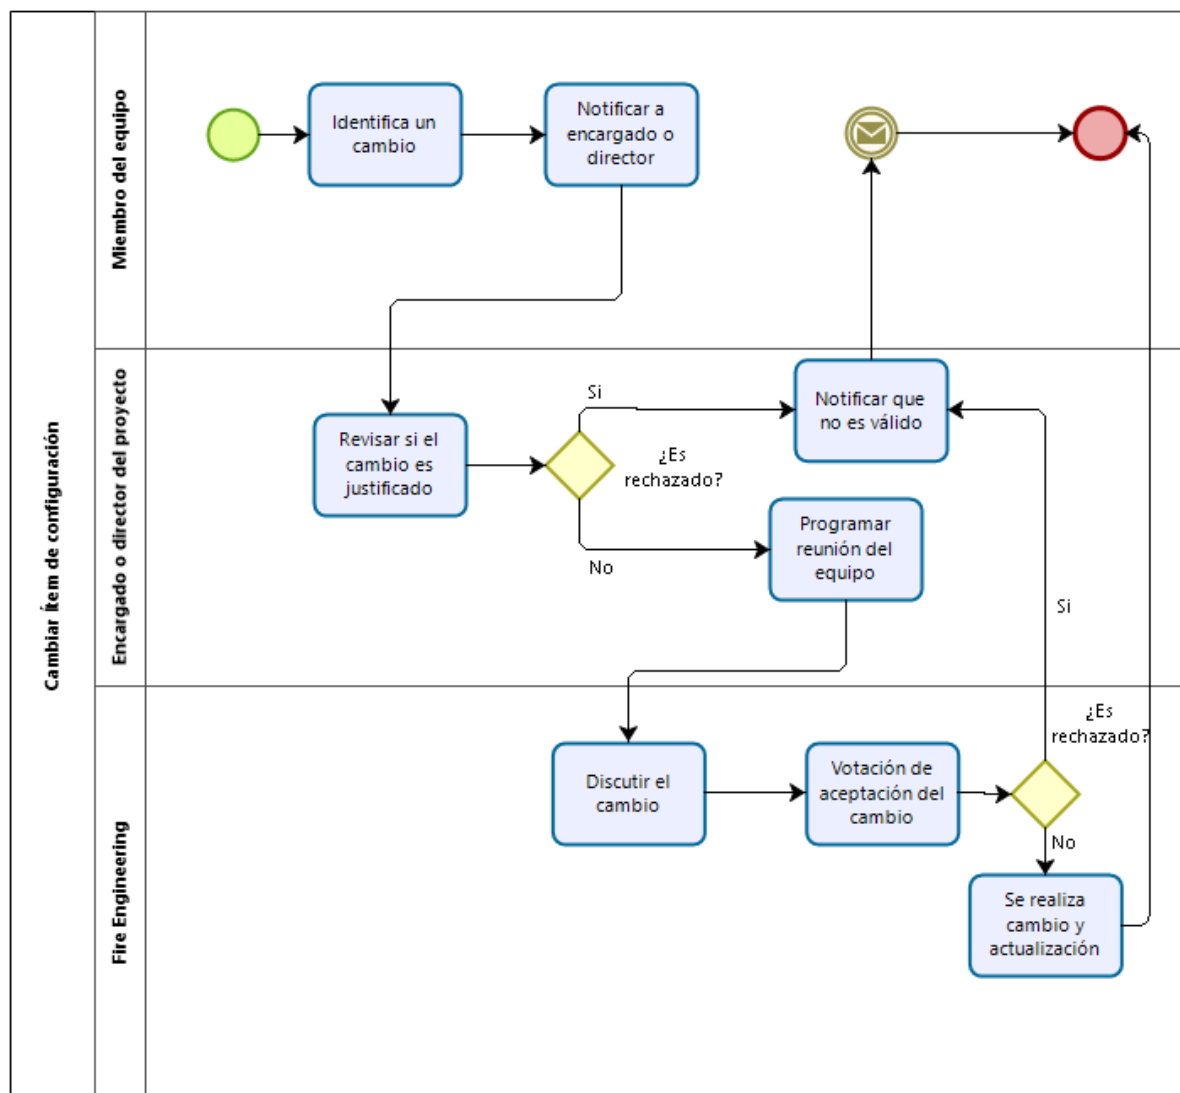 Cambiar Ítem de configuración
Miembro del equipo
Identifica un
cambio
Notificar a
encargado o
director
Encargado o director del proyecto
Revisar si el
cambio es
justificado
Si
¿Es
rechazado?
No
Notificar que
no es válido
Programar
reunión del
equipo
Si
Fire Engineering
Discutir el
cambio
Votación de
aceptación del
cambio
¿Es
rechazado?
No
Se realiza
cambio y
actualización